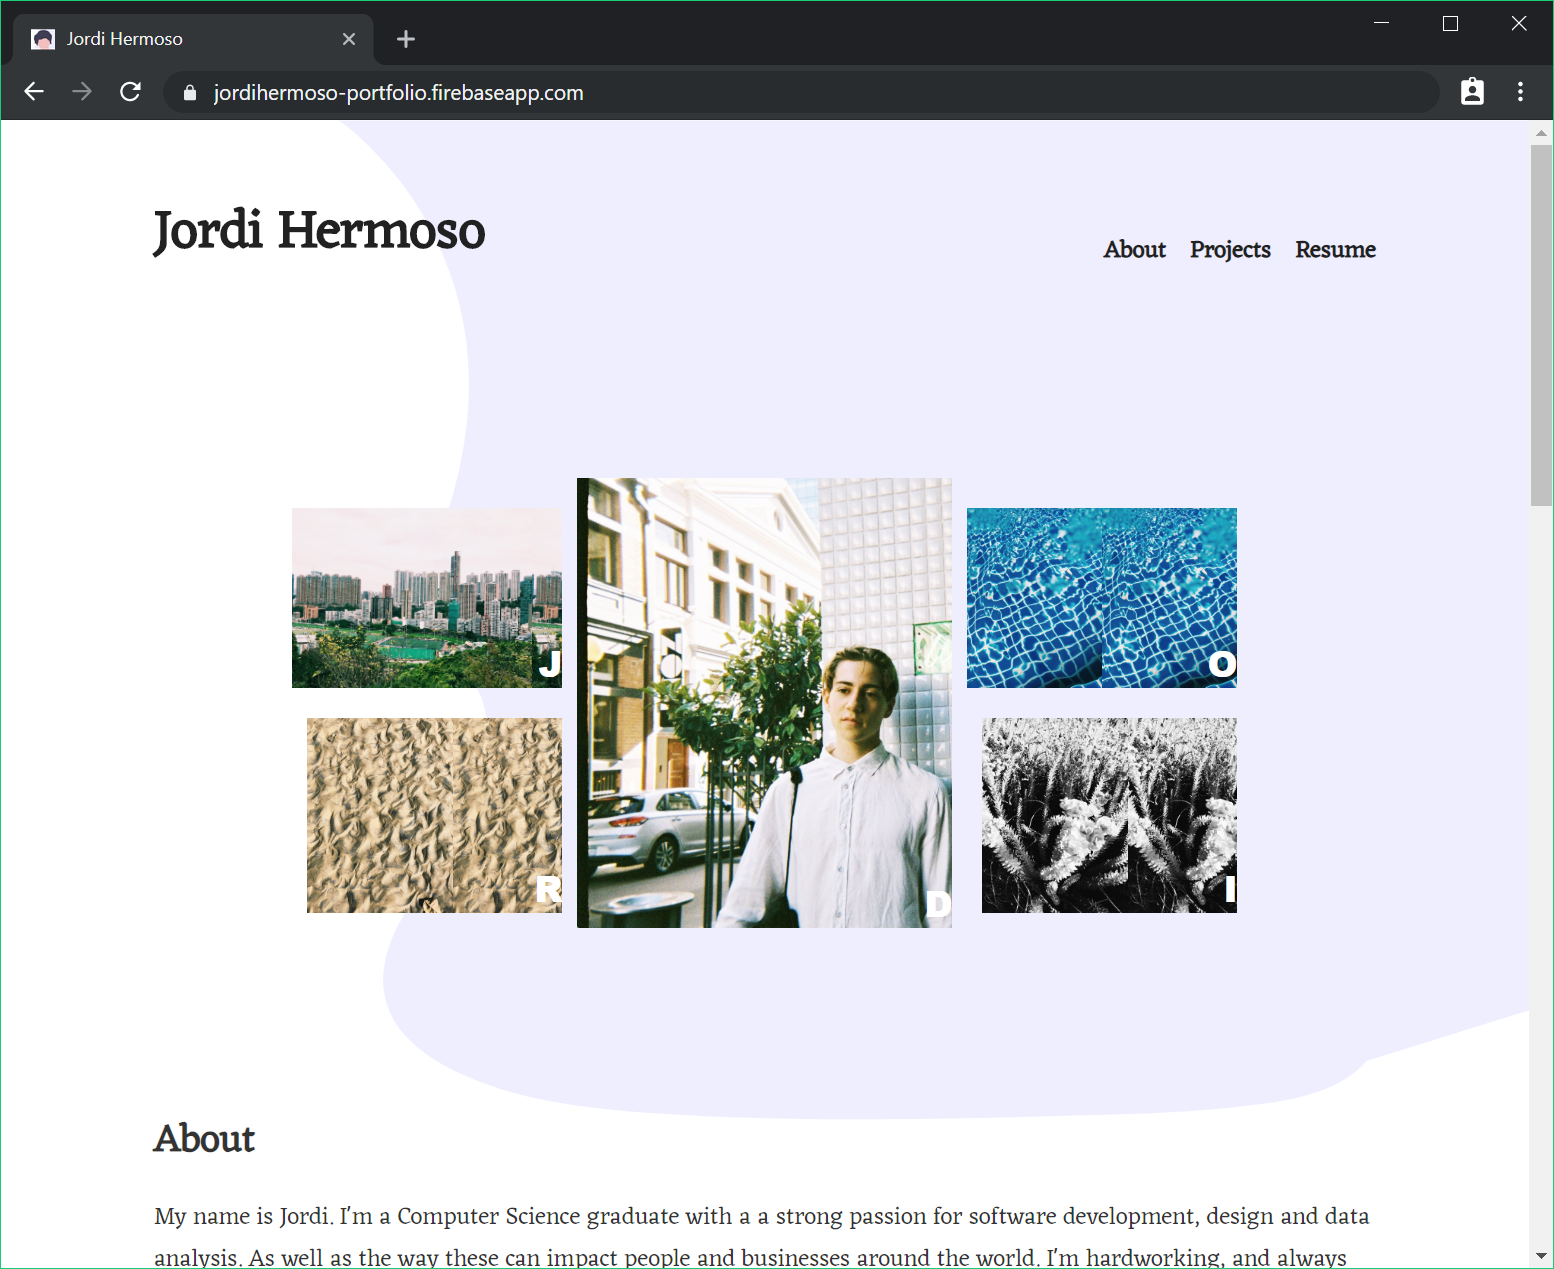 Jordi Hermoso
jordihermoso-portfolio.firebaseapp.com
Jordi Hermoso
About Projects Resume
J
O
R
D
I
About
My name is Jordi. I'm a Computer Science graduate with a a strong passion for software development, design and data
analysis. As well as the way these can impact people and businesses around the world. I'm hardworking, and always